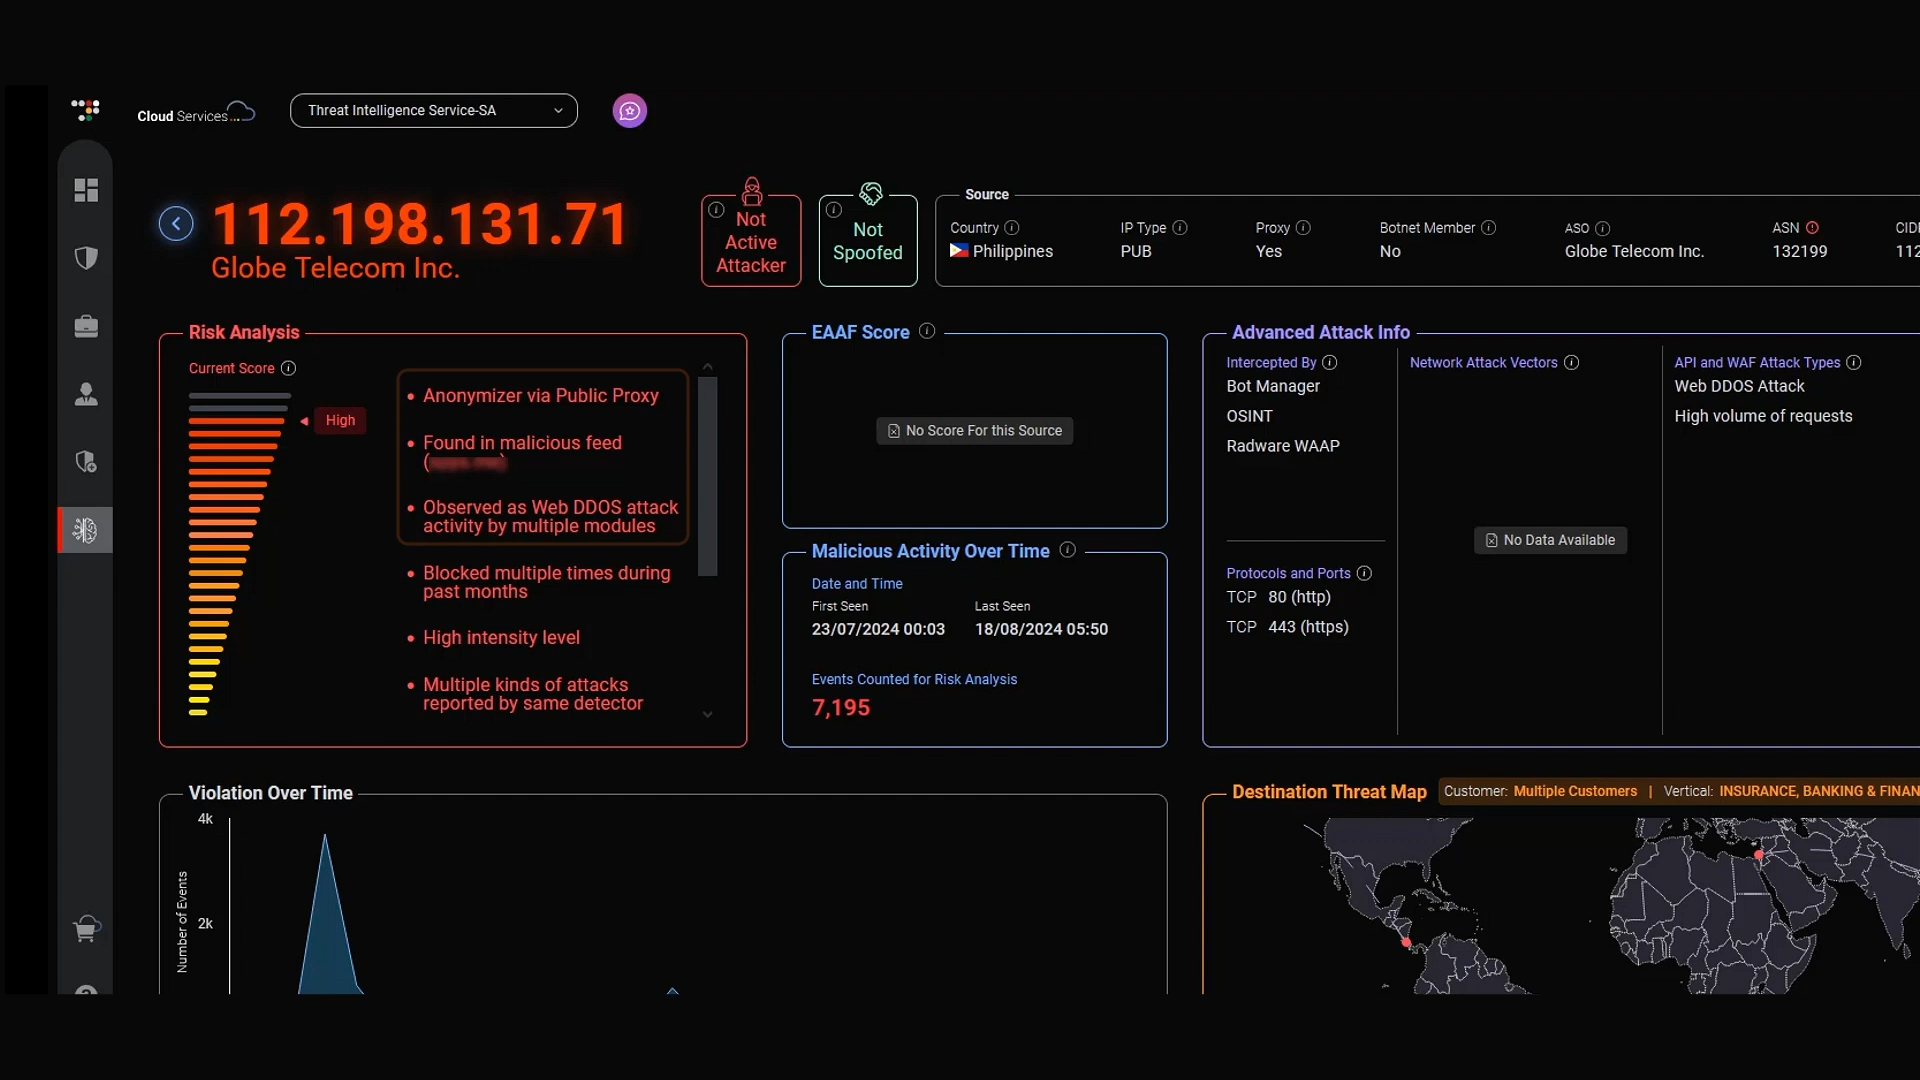 Cloud Services
Threat Intelligence Service-SA
112.198.131.71
Globe Telecom Inc.
Not
Active
Attacker
Not
Spoofed
Source
Country
Philippines
IP Type
PUB
Proxy
Yes
Botnet Member
No
ASO
Globe Telecom Inc.
ASN
132199
Risk Analysis
Current Score
High
• Anonymizer via Public Proxy
• Found in malicious feed
• Observed as Web DDOS attack
activity by multiple modules
• Blocked multiple times during
past months
• High intensity level
• Multiple kinds of attacks
reported by same detector
EAAF Score
No Score For this Source
Malicious Activity Over Time
Date and Time
First Seen
23/07/2024 00:03
Last Seen
18/08/2024 05:50
Events Counted for Risk Analysis
7,195
Advanced Attack Info
Intercepted By
Bot Manager
OSINT
Radware WAAP
Protocols and Ports
TCP 80 (http)
TCP 443 (https)
Network Attack Vectors
No Data Available
API and WAF Attack Types
Web DDOS Attack
High volume of requests
Violation Over Time
4k
2k
Number of Events
Destination Threat Map
Customer: Multiple Customers | Vertical: INSURANCE, BANKING &